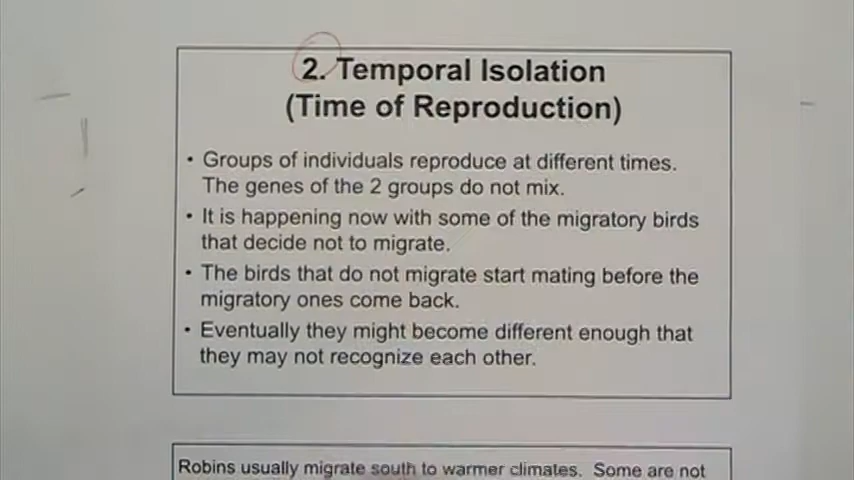 2. Temporal Isolation
(Time of Reproduction)
• Groups of individuals reproduce at different times.
The genes of the 2 groups do not mix.
• It is happening now with some of the migratory birds
that decide not to migrate.
• The birds that do not migrate start mating before the
migratory ones come back.
• Eventually they might become different enough that
they may not recognize each other.
Robins usually migrate south to warmer climates. Some are not